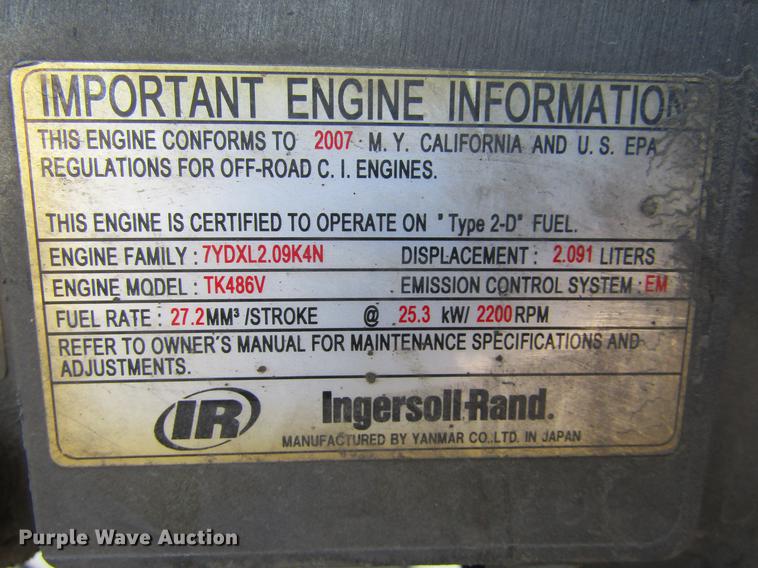 IMPORTANT ENGINE INFORMATION
THIS ENGINE CONFORMS TO 2007 M.Y. CALIFORNIA AND U.S. EPA
REGULATIONS FOR OFF-ROAD C.I. ENGINES.
THIS ENGINE IS CERTIFIED TO OPERATE ON "Type 2-D" FUEL.
ENGINE FAMILY : 7YDXL2.09K4N DISPLACEMENT : 2.091 LITERS
ENGINE MODEL : TK486V EMISSION CONTROL SYSTEM : EM
FUEL RATE : 27.2 MM³/STROKE @ 25.3 kW/ 2200 RPM
REFER TO OWNER'S MANUAL FOR MAINTENANCE SPECIFICATIONS AND
ADJUSTMENTS.
IR Ingersoll-Rand.
MANUFACTURED BY YANMAR CO.,LTD. IN JAPAN
Purple Wave Auction